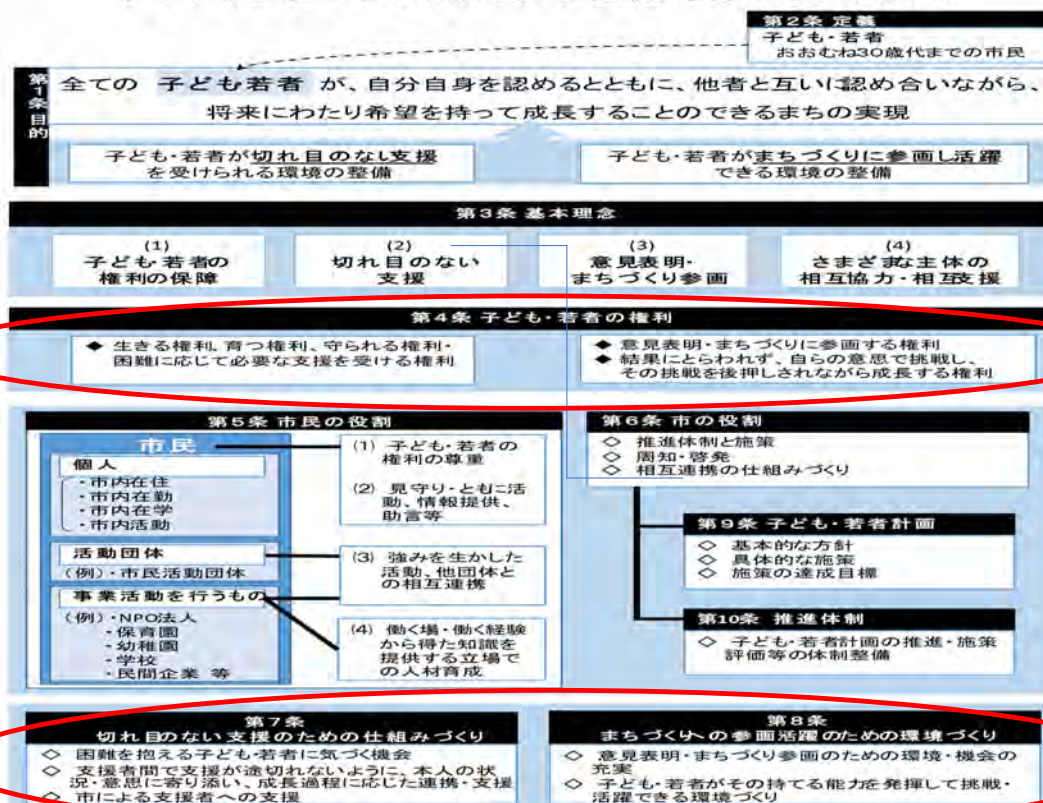 第2条 定義
子ども・若者
おおむね30歳代までの市民
第1条 目的
全ての 子ども若者 が、自分自身を認めるとともに、他者と互いに認め合いながら、
将来にわたり希望を持って成長することのできるまちの実現
子ども・若者が切れ目のない支援
を受けられる環境の整備
子ども・若者がまちづくりに参画し活躍
できる環境の整備
第3条 基本理念
(1)
子ども・若者の
権利の保障
(2)
切れ目のない
支援
(3)
意見表明・
まちづくり参画
(4)
さまざまな主体の
相互協力・相互支援
第4条 子ども・若者の権利
◆ 生きる権利、育つ権利、守られる権利・
困難に応じて必要な支援を受ける権利
◆ 意見表明・まちづくりに参画する権利
◆ 結果にとらわれず、自らの意思で挑戦し、
その挑戦を後押しされながら成長する権利
第5条 市民の役割
市民
個人
・市内在住
・市内在勤
・市内在学
・市内活動
活動団体
(例)・市民活動団体
事業活動を行うもの
(例)・NPO法人
・保育園
・幼稚園
・学校
・民間企業 等
(1) 子ども・若者の
権利の尊重
(2) 見守り・ともに活
動、情報提供、
助言等
(3) 強みを生かした
活動、他団体と
の相互連携
(4) 働く場・働く経験
から得た知識を
提供する立場で
の人材育成
第6条 市の役割
◇ 推進体制と施策
◇ 周知・啓発
◇ 相互連携の仕組みづくり
第9条 子ども・若者計画
◇ 基本的な方針
◇ 具体的な施策
◇ 施策の達成目標
第10条 推進体制
◇ 子ども・若者計画の推進・施策
評価等の体制整備
第7条
切れ目のない支援のための仕組みづくり
◇ 困難を抱える子ども・若者に気づく機会
◇ 支援者間で支援が途切れないように、本人の状
況・意思に寄り添い、成長過程に応じた連携・支援
◇ 市による支援者への支援
第8条
まちづくりへの参画活躍のための環境づくり
◇ 意見表明・まちづくり参画のための環境・機会の
充実
◇ 子ども・若者がその持てる能力を発揮して挑戦・
活躍できる環境づくり